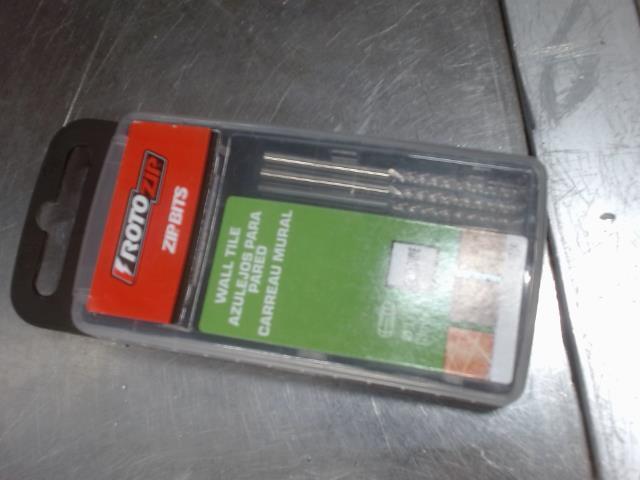 ROTOZIP
ZIP BITS
WALL TILE
AZULEJOS PARA
PARED
CARREAU MURAL